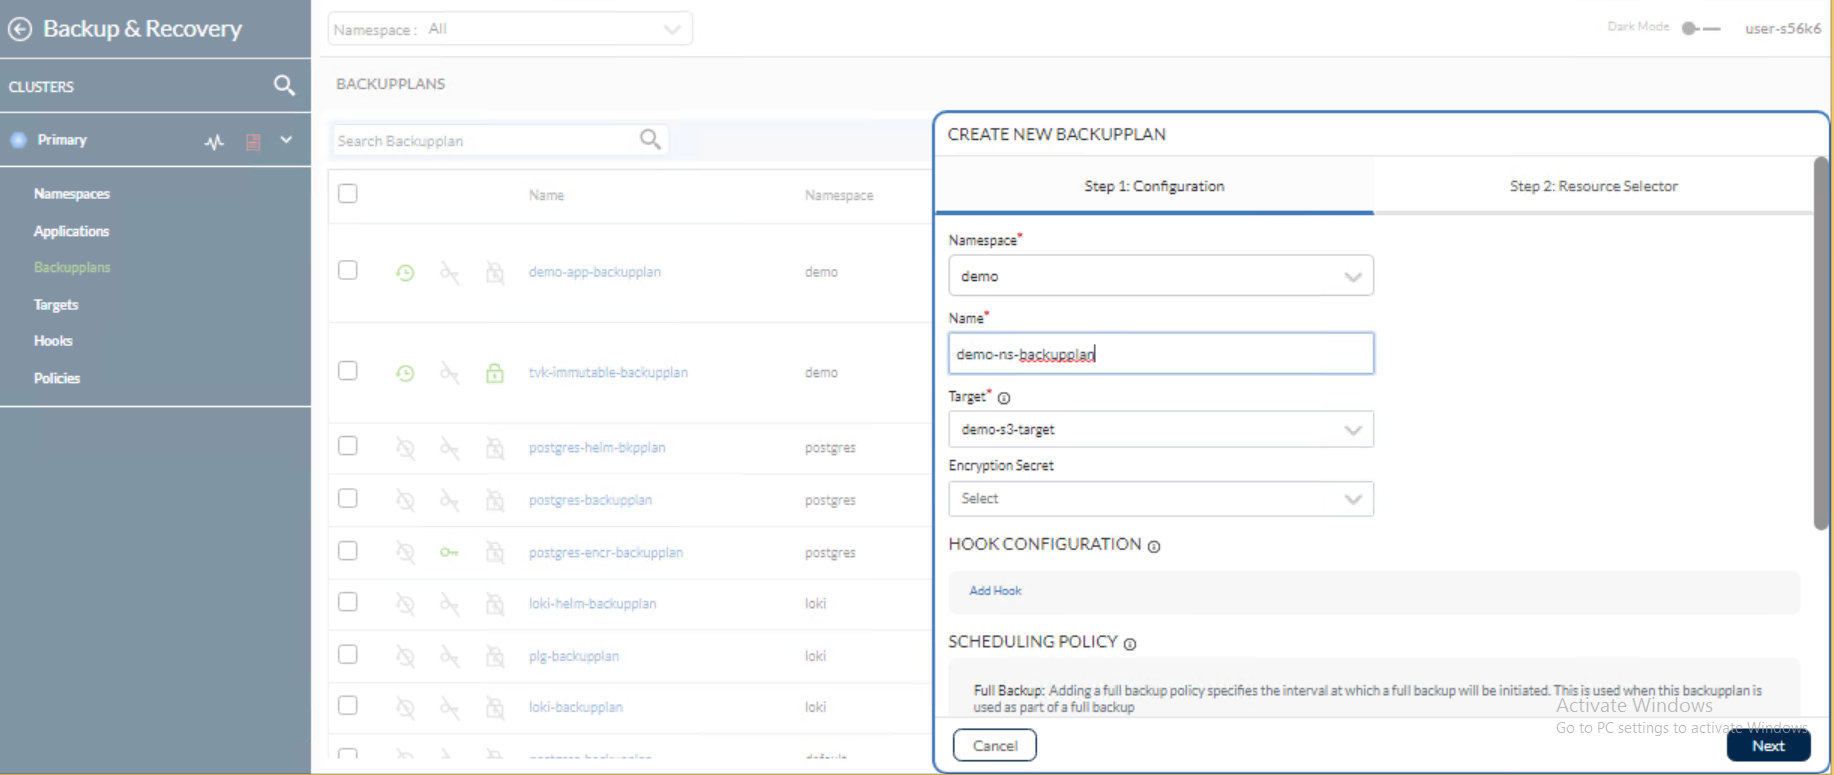 Backup & Recovery
Namespace : All
Dark Mode
user-s56k6
CLUSTERS
BACKUPPLANS
Primary
Search Backupplan
Namespaces
Applications
Backupplans
Targets
Hooks
Policies
Name Namespace
demo-app-backupplan demo
tvk-immutable-backupplan demo
postgres-helm-bkpplan postgres
postgres-backupplan postgres
postgres-encr-backupplan postgres
loki-helm-backupplan loki
plg-backupplan loki
loki-backupplan loki
CREATE NEW BACKUPPLAN
Step 1: Configuration
Step 2: Resource Selector
Namespace*
demo
Name*
demo-ns-backupplan
Target*
demo-s3-target
Encryption Secret
Select
HOOK CONFIGURATION
Add Hook
SCHEDULING POLICY
Full Backup: Adding a full backup policy specifies the interval at which a full backup will be initiated. This is used when this backupplan is
used as part of a full backup
Activate Windows
Go to PC settings to activate Windows.
Cancel
Next